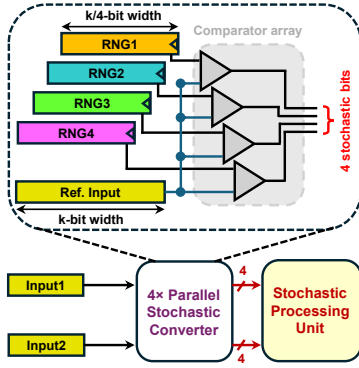 k/4-bit width
RNG1
RNG2
RNG3
RNG4
Comparator array
4 stochastic bits
Ref. Input
k-bit width
Input1
Input2
4× Parallel
Stochastic
Converter
4
4
Stochastic
Processing
Unit